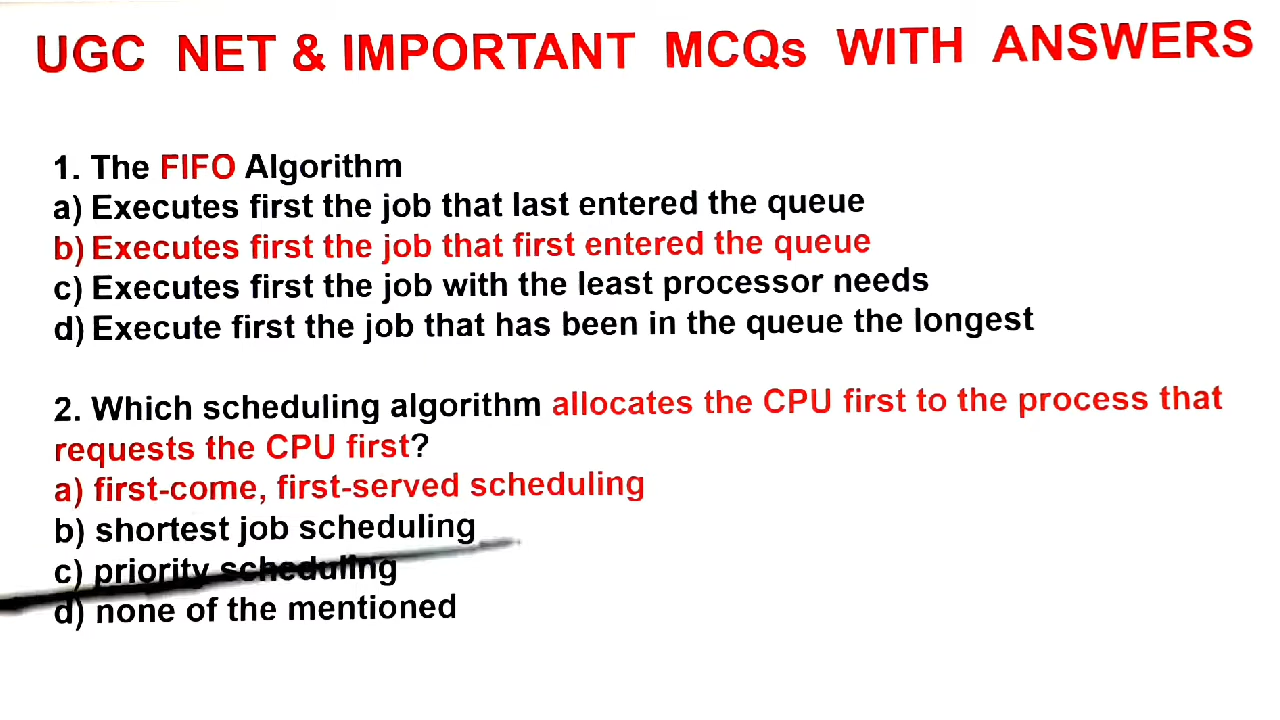 UGC NET & IMPORTANT MCQs WITH ANSWERS
1. The FIFO Algorithm
a) Executes first the job that last entered the queue
b) Executes first the job that first entered the queue
c) Executes first the job with the least processor needs
d) Execute first the job that has been in the queue the longest
2. Which scheduling algorithm allocates the CPU first to the process that
requests the CPU first?
a) first-come, first-served scheduling
b) shortest job scheduling
c) priority scheduling
d) none of the mentioned